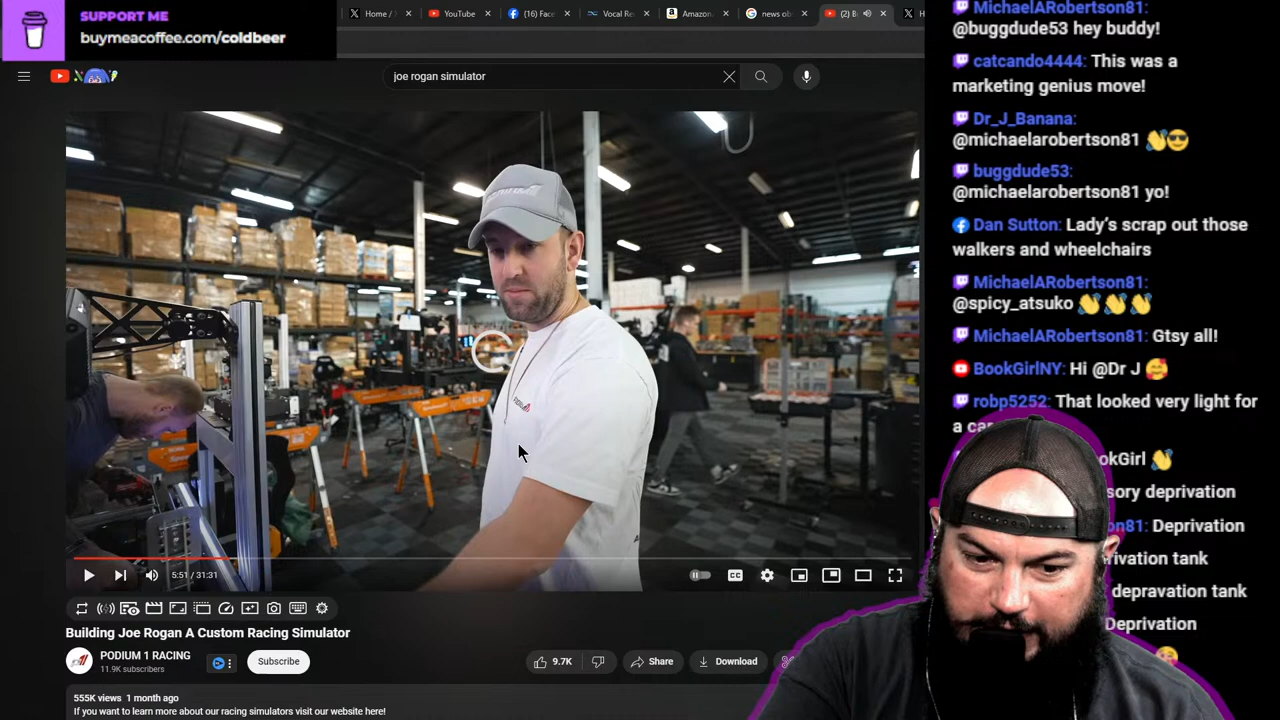 SUPPORT ME
buymeacoffee.com/coldbeer
Home /
YouTube
(16) Fac
Vocal Re
Amazon
news ob
(2) B
H
joe rogan simulator
5:51 / 31:31
Building Joe Rogan A Custom Racing Simulator
PODIUM 1 RACING
11.9K subscribers
Subscribe
9.7K
Share
Download
555K views 1 month ago
If you want to learn more about our racing simulators visit our website here!
MichaelARobertson81:
@buggdude53 hey buddy!
catcando4444: This was a
marketing genius move!
Dr_J_Banana:
@michaelarobertson81 👋😎
buggdude53:
@michaelarobertson81 yo!
Dan Sutton: Lady's scrap out those
walkers and wheelchairs
MichaelARobertson81:
@spicy_atsuko 👋👋👋
MichaelARobertson81: Gtsy all!
BookGirlNY: Hi @Dr J 🥰
robp5252: That looked very light for
a car
okGirl 👋
sory deprivation
on81: Deprivation
rivation tank
depravation tank
Deprivation